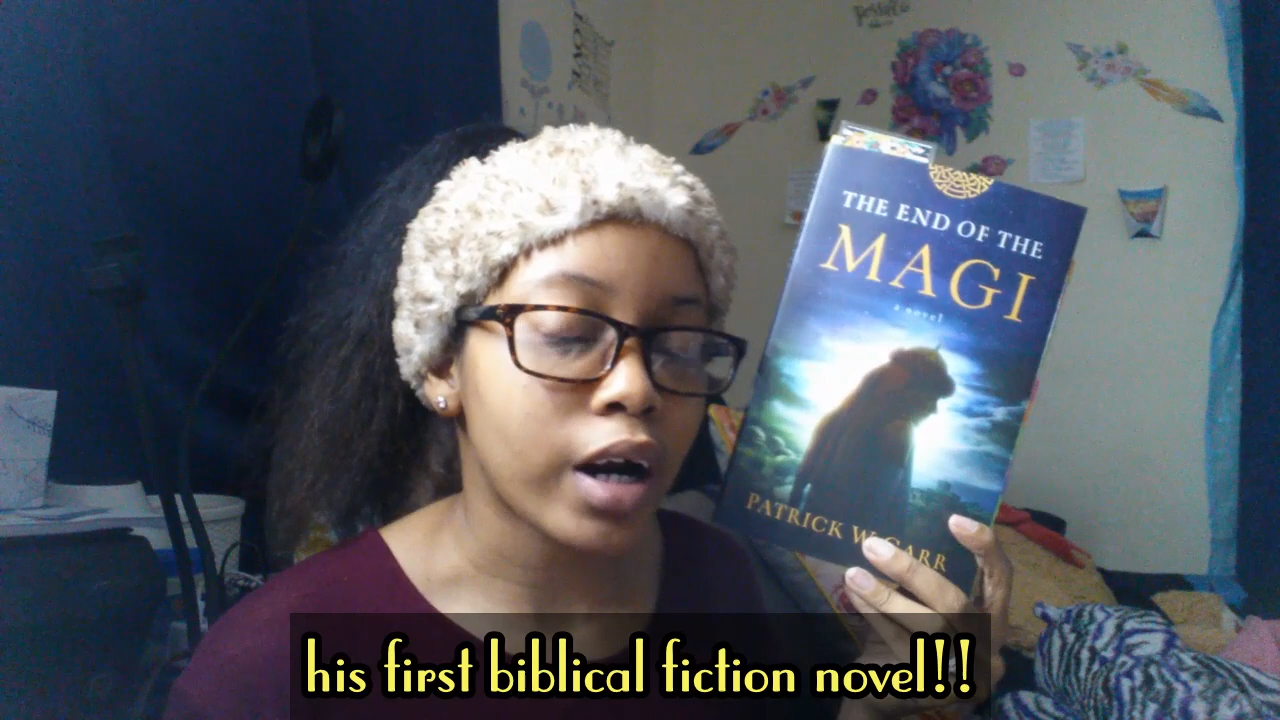 THE END OF THE
MAGI
a novel
PATRICK W. CARR
his first biblical fiction novel!!